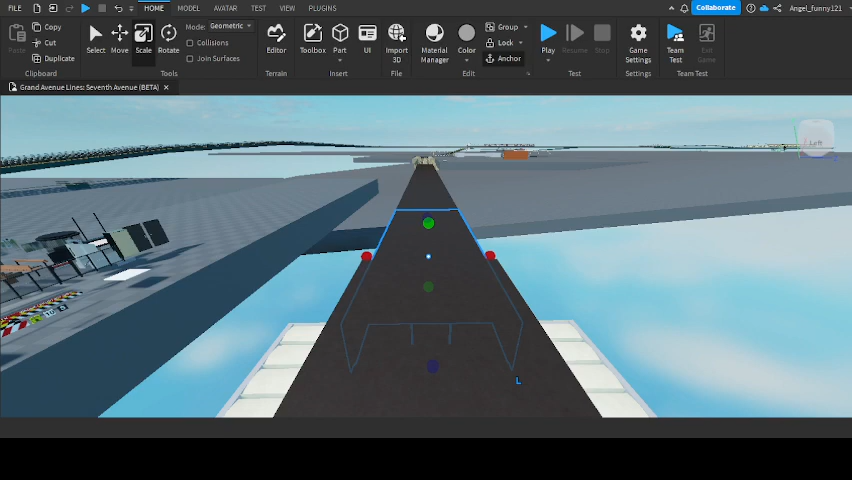 FILE HOME MODEL AVATAR TEST VIEW PLUGINS Collaborate Angel_funny121
Copy Mode: Geometric Group
Cut Collisions Lock
Paste Duplicate Select Move Scale Rotate Join Surfaces Editor Toolbox Part UI Import 3D Material Manager Color Anchor Play Resume Stop Game Settings Team Test Exit Game
Clipboard Tools Terrain Insert File Edit Test Settings Team Test
Grand Avenue Lines: Seventh Avenue (BETA) ×
Left
L